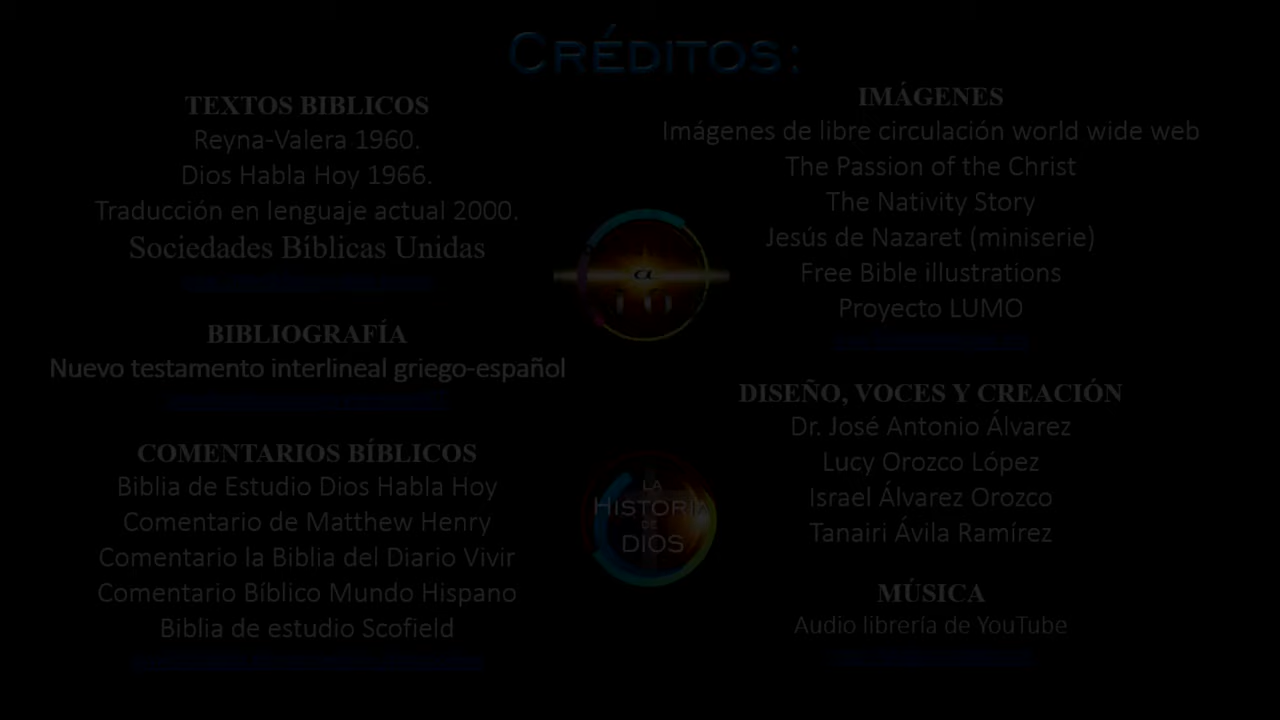 Créditos:
TEXTOS BIBLICOS
Reyna-Valera 1960.
Dios Habla Hoy 1966.
Traducción en lenguaje actual 2000.
Sociedades Bíblicas Unidas
BIBLIOGRAFÍA
Nuevo testamento interlineal griego-español
COMENTARIOS BÍBLICOS
Biblia de Estudio Dios Habla Hoy
Comentario de Matthew Henry
Comentario la Biblia del Diario Vivir
Comentario Bíblico Mundo Hispano
Biblia de estudio Scofield
α
LA
HISTORIA
DE
DIOS
IMÁGENES
Imágenes de libre circulación world wide web
The Passion of the Christ
The Nativity Story
Jesús de Nazaret (miniserie)
Free Bible illustrations
Proyecto LUMO
DISEÑO, VOCES Y CREACIÓN
Dr. José Antonio Álvarez
Lucy Orozco López
Israel Álvarez Orozco
Tanairi Ávila Ramírez
MÚSICA
Audio librería de YouTube